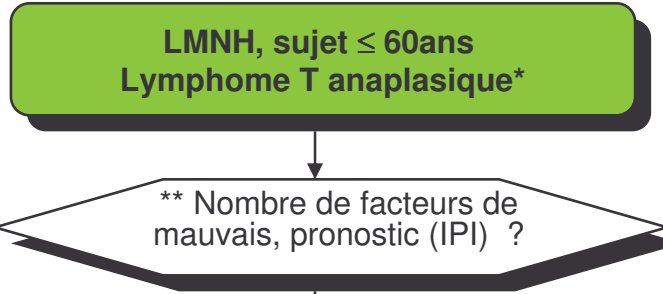 LMNH, sujet ≤ 60ans
Lymphome T anaplasique*
** Nombre de facteurs de
mauvais, pronostic (IPI) ?